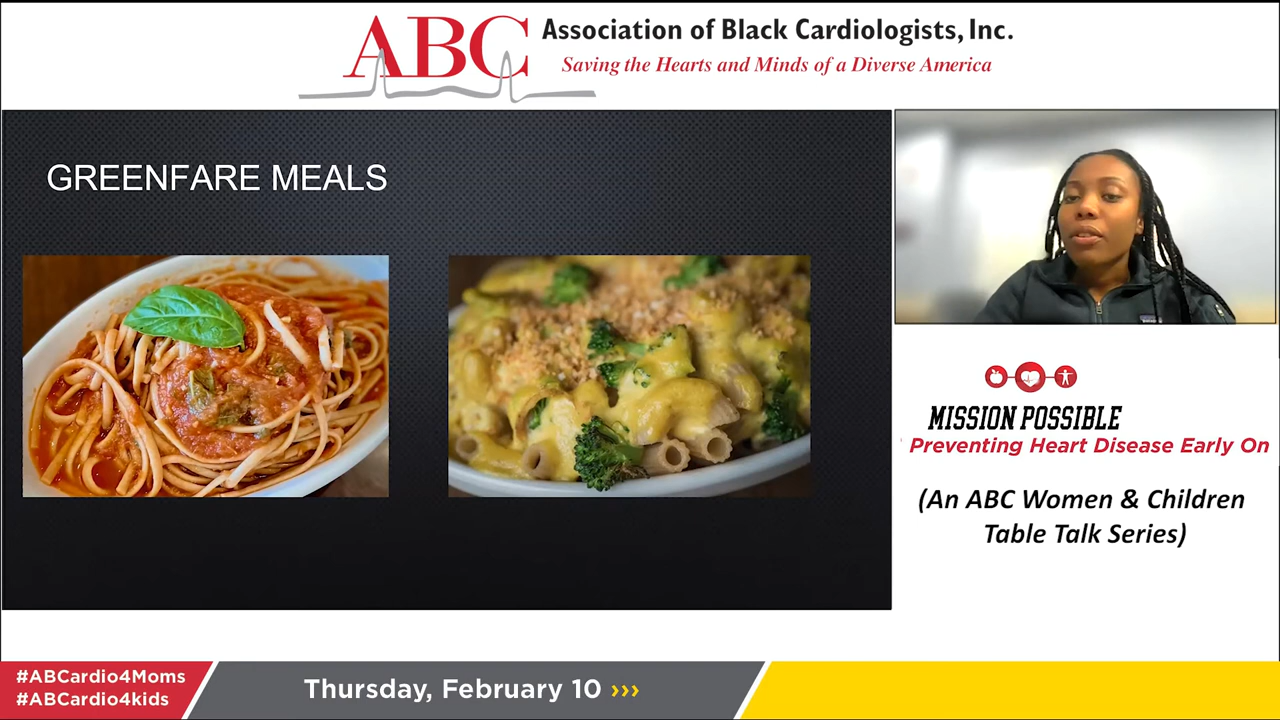 ABC
Association of Black Cardiologists, Inc.
Saving the Hearts and Minds of a Diverse America
GREENFARE MEALS
MISSION POSSIBLE
Preventing Heart Disease Early On
(An ABC Women & Children
Table Talk Series)
#ABCardio4Moms
#ABCardio4kids
Thursday, February 10 ›››